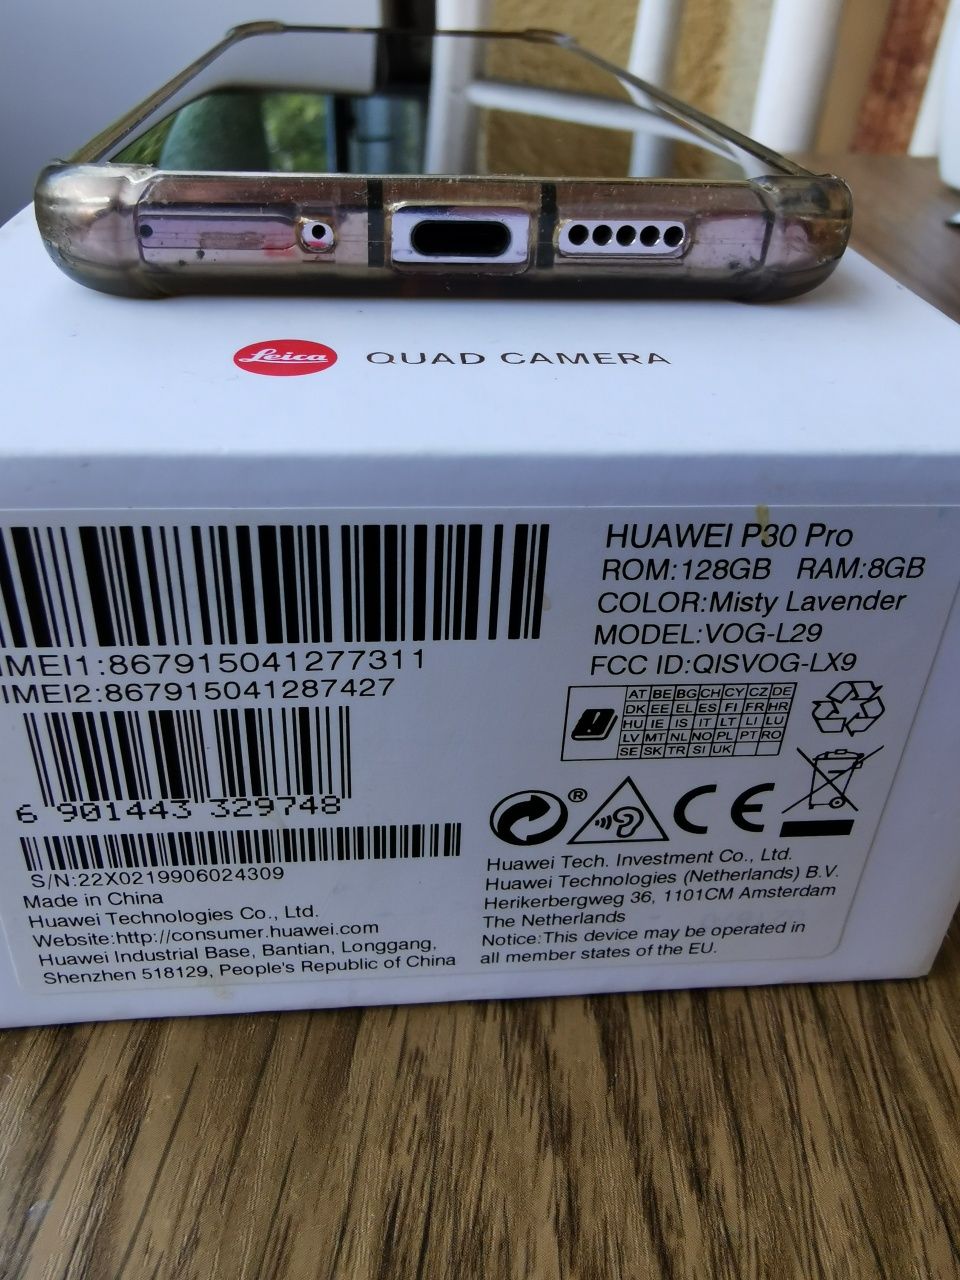 Leica QUAD CAMERA
HUAWEI P30 Pro
ROM:128GB RAM:8GB
COLOR:Misty Lavender
MODEL:VOG-L29
FCC ID:QISVOG-LX9
IMEI1:867915041277311
IMEI2:867915041287427
AT BE BG CH CY CZ DE
DK EE EL ES FI FR HR
HU IE IS IT LT LI LU
LV MT NL NO PL PT RO
SE SK TR SI UK
6 901443 329748
®
CE
S/N:22X0219906024309
Made in China
Huawei Technologies Co., Ltd.
Website:http://consumer.huawei.com
Huawei Industrial Base, Bantian, Longgang,
Shenzhen 518129, People's Republic of China
Huawei Tech. Investment Co., Ltd.
Huawei Technologies (Netherlands) B.V.
Herikerbergweg 36, 1101CM Amsterdam
The Netherlands
Notice:This device may be operated in
all member states of the EU.